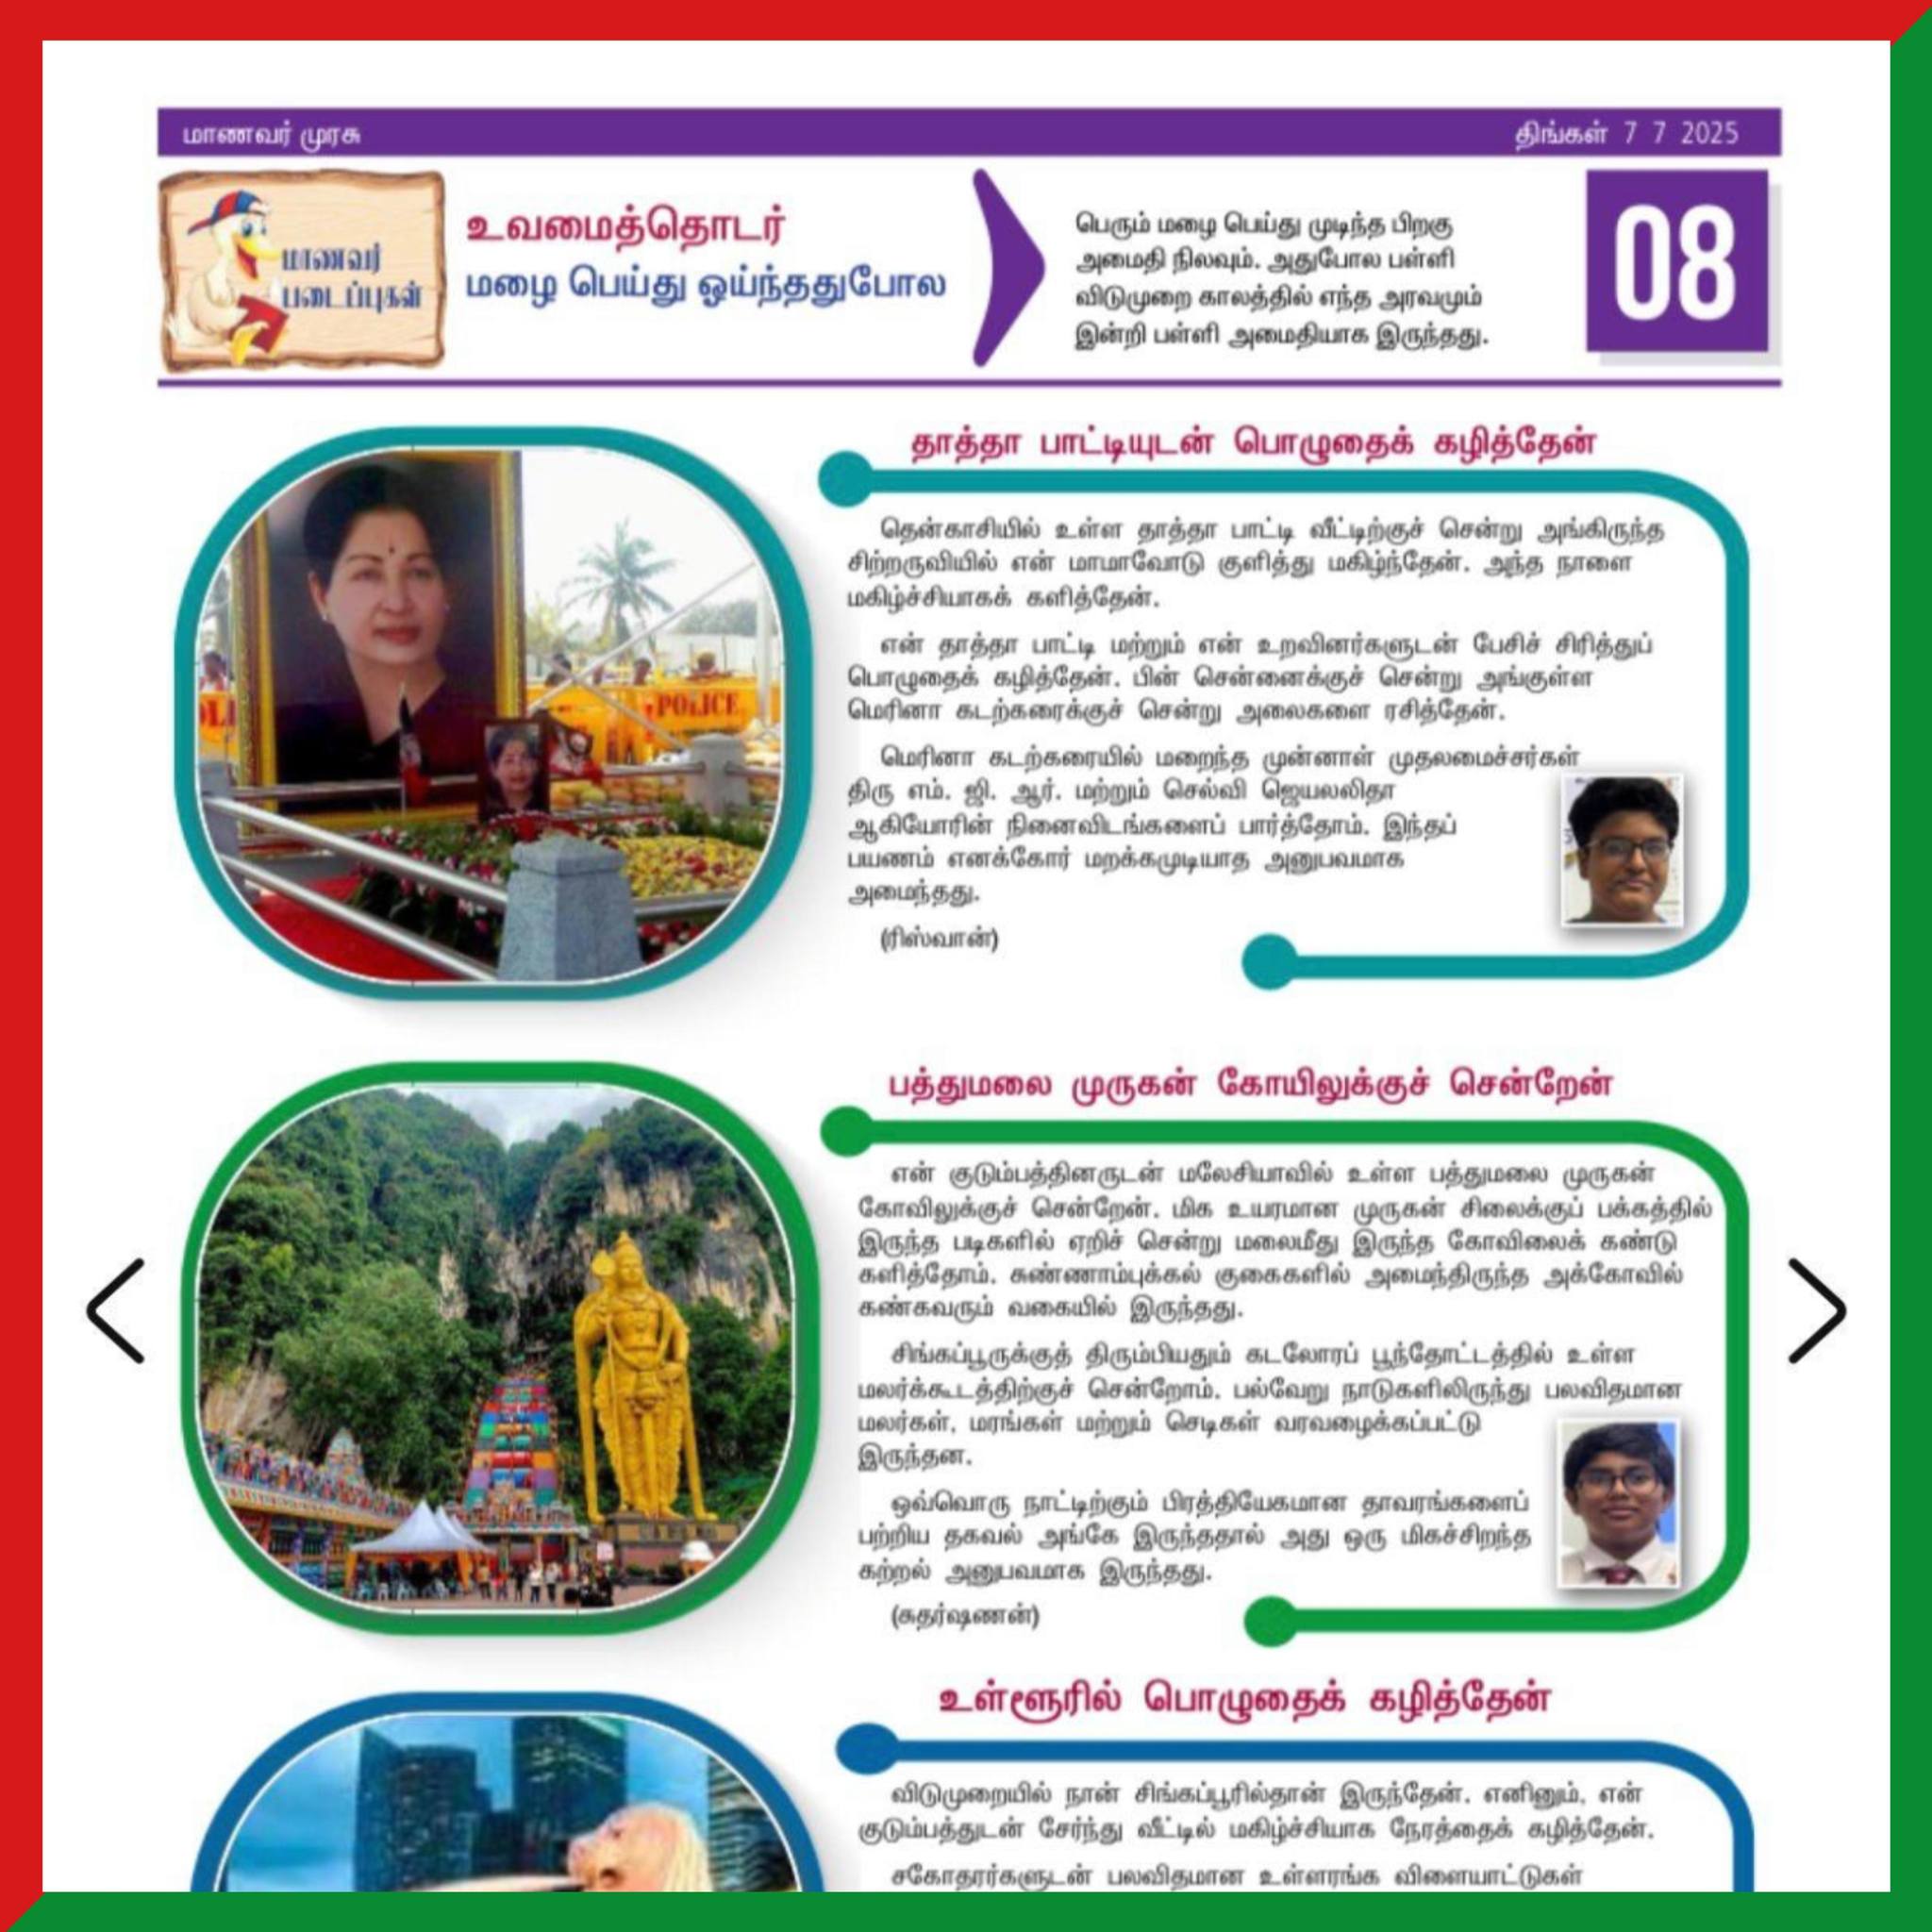 மாணவர் முரசு
திங்கள் 7 7 2025
மாணவர்
படைப்புகள்
உவமைத்தொடர்
மழை பெய்து ஓய்ந்ததுபோல
பெரும் மழை பெய்து முடிந்த பிறகு
அமைதி நிலவும். அதுபோல பள்ளி
விடுமுறை காலத்தில் எந்த அரவமும்
இன்றி பள்ளி அமைதியாக இருந்தது.
08
தாத்தா பாட்டியுடன் பொழுதைக் கழித்தேன்
தென்காசியில் உள்ள தாத்தா பாட்டி வீட்டிற்குச் சென்று அங்கிருந்த
சிற்றருவியில் என் மாமாவோடு குளித்து மகிழ்ந்தேன். அந்த நாளை
மகிழ்ச்சியாகக் களித்தேன்.
என் தாத்தா பாட்டி மற்றும் என் உறவினர்களுடன் பேசிச் சிரித்துப்
பொழுதைக் கழித்தேன். பின் சென்னைக்குச் சென்று அங்குள்ள
மெரினா கடற்கரைக்குச் சென்று அலைகளை ரசித்தேன்.
மெரினா கடற்கரையில் மறைந்த முன்னாள் முதலமைச்சர்கள்
திரு எம். ஜி. ஆர். மற்றும் செல்வி ஜெயலலிதா
ஆகியோரின் நினைவிடங்களைப் பார்த்தோம். இந்தப்
பயணம் எனக்கோர் மறக்கமுடியாத அனுபவமாக
அமைந்தது.
(ரிஸ்வான்)
POLICE
பத்துமலை முருகன் கோயிலுக்குச் சென்றேன்
என் குடும்பத்தினருடன் மலேசியாவில் உள்ள பத்துமலை முருகன்
கோவிலுக்குச் சென்றேன். மிக உயரமான முருகன் சிலைக்குப் பக்கத்தில்
இருந்த படிகளில் ஏறிச் சென்று மலைமீது இருந்த கோவிலைக் கண்டு
களித்தோம். சுண்ணாம்புக்கல் குகைகளில் அமைந்திருந்த அக்கோவில்
கண்கவரும் வகையில் இருந்தது.
சிங்கப்பூருக்குத் திரும்பியதும் கடலோரப் பூந்தோட்டத்தில் உள்ள
மலர்க்கூடத்திற்குச் சென்றோம். பல்வேறு நாடுகளிலிருந்து பலவிதமான
மலர்கள், மரங்கள் மற்றும் செடிகள் வரவழைக்கப்பட்டு
இருந்தன.
ஒவ்வொரு நாட்டிற்கும் பிரத்தியேகமான தாவரங்களைப்
பற்றிய தகவல் அங்கே இருந்ததால் அது ஒரு மிகச்சிறந்த
கற்றல் அனுபவமாக இருந்தது.
(சுதர்ஷணன்)
உள்ளூரில் பொழுதைக் கழித்தேன்
விடுமுறையில் நான் சிங்கப்பூரில்தான் இருந்தேன். எனினும், என்
குடும்பத்துடன் சேர்ந்து வீட்டில் மகிழ்ச்சியாக நேரத்தைக் கழித்தேன்.
சகோதரர்களுடன் பலவிதமான உள்ளரங்க விளையாட்டுகள்